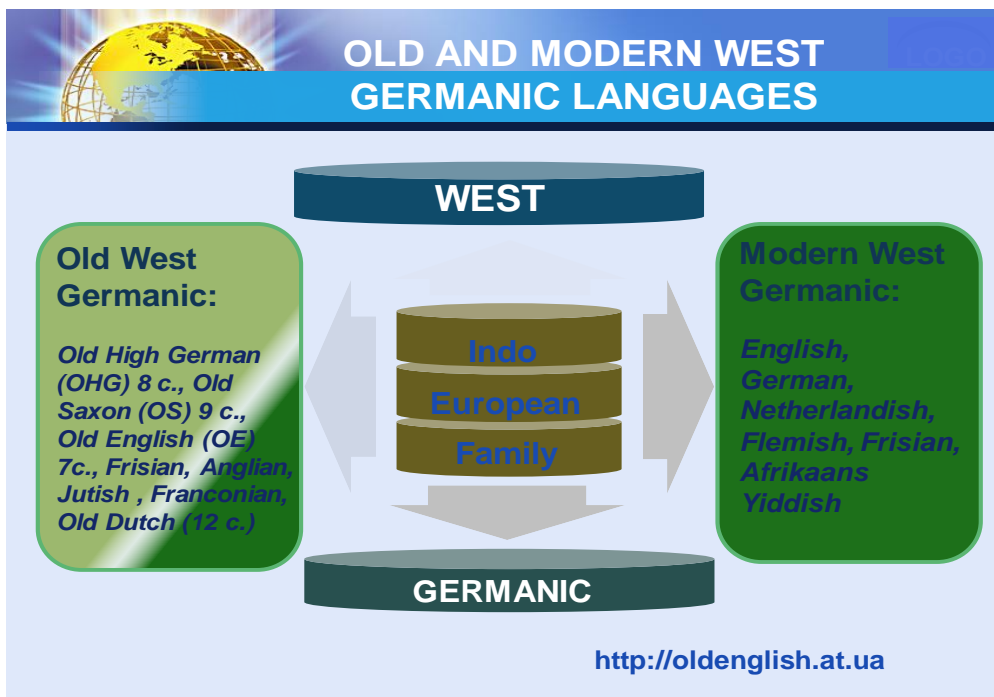 OLD AND MODERN WEST
GERMANIC LANGUAGES
LOGO
WEST
Old West
Germanic:
Old High German
(OHG) 8 c., Old
Saxon (OS) 9 c.,
Old English (OE)
7c., Frisian, Anglian,
Jutish , Franconian,
Old Dutch (12 c.)
Indo
European
Family
Modern West
Germanic:
English,
German,
Netherlandish,
Flemish, Frisian,
Afrikaans
Yiddish
GERMANIC
http://oldenglish.at.ua